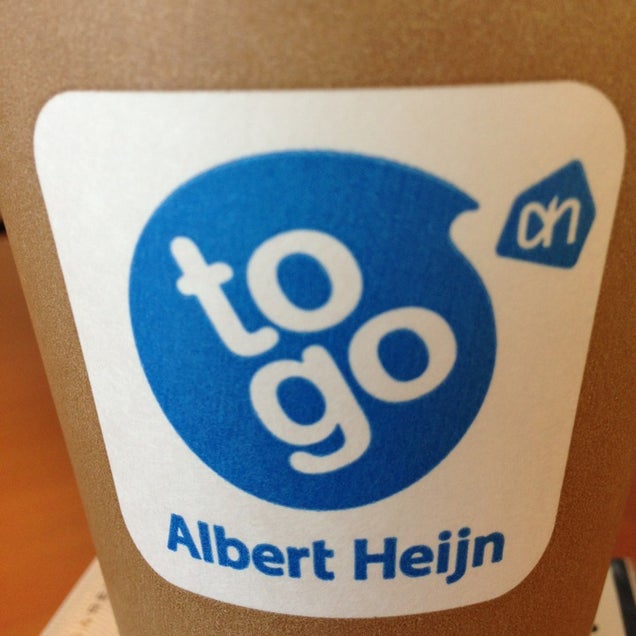 to
go
ah
Albert Heijn